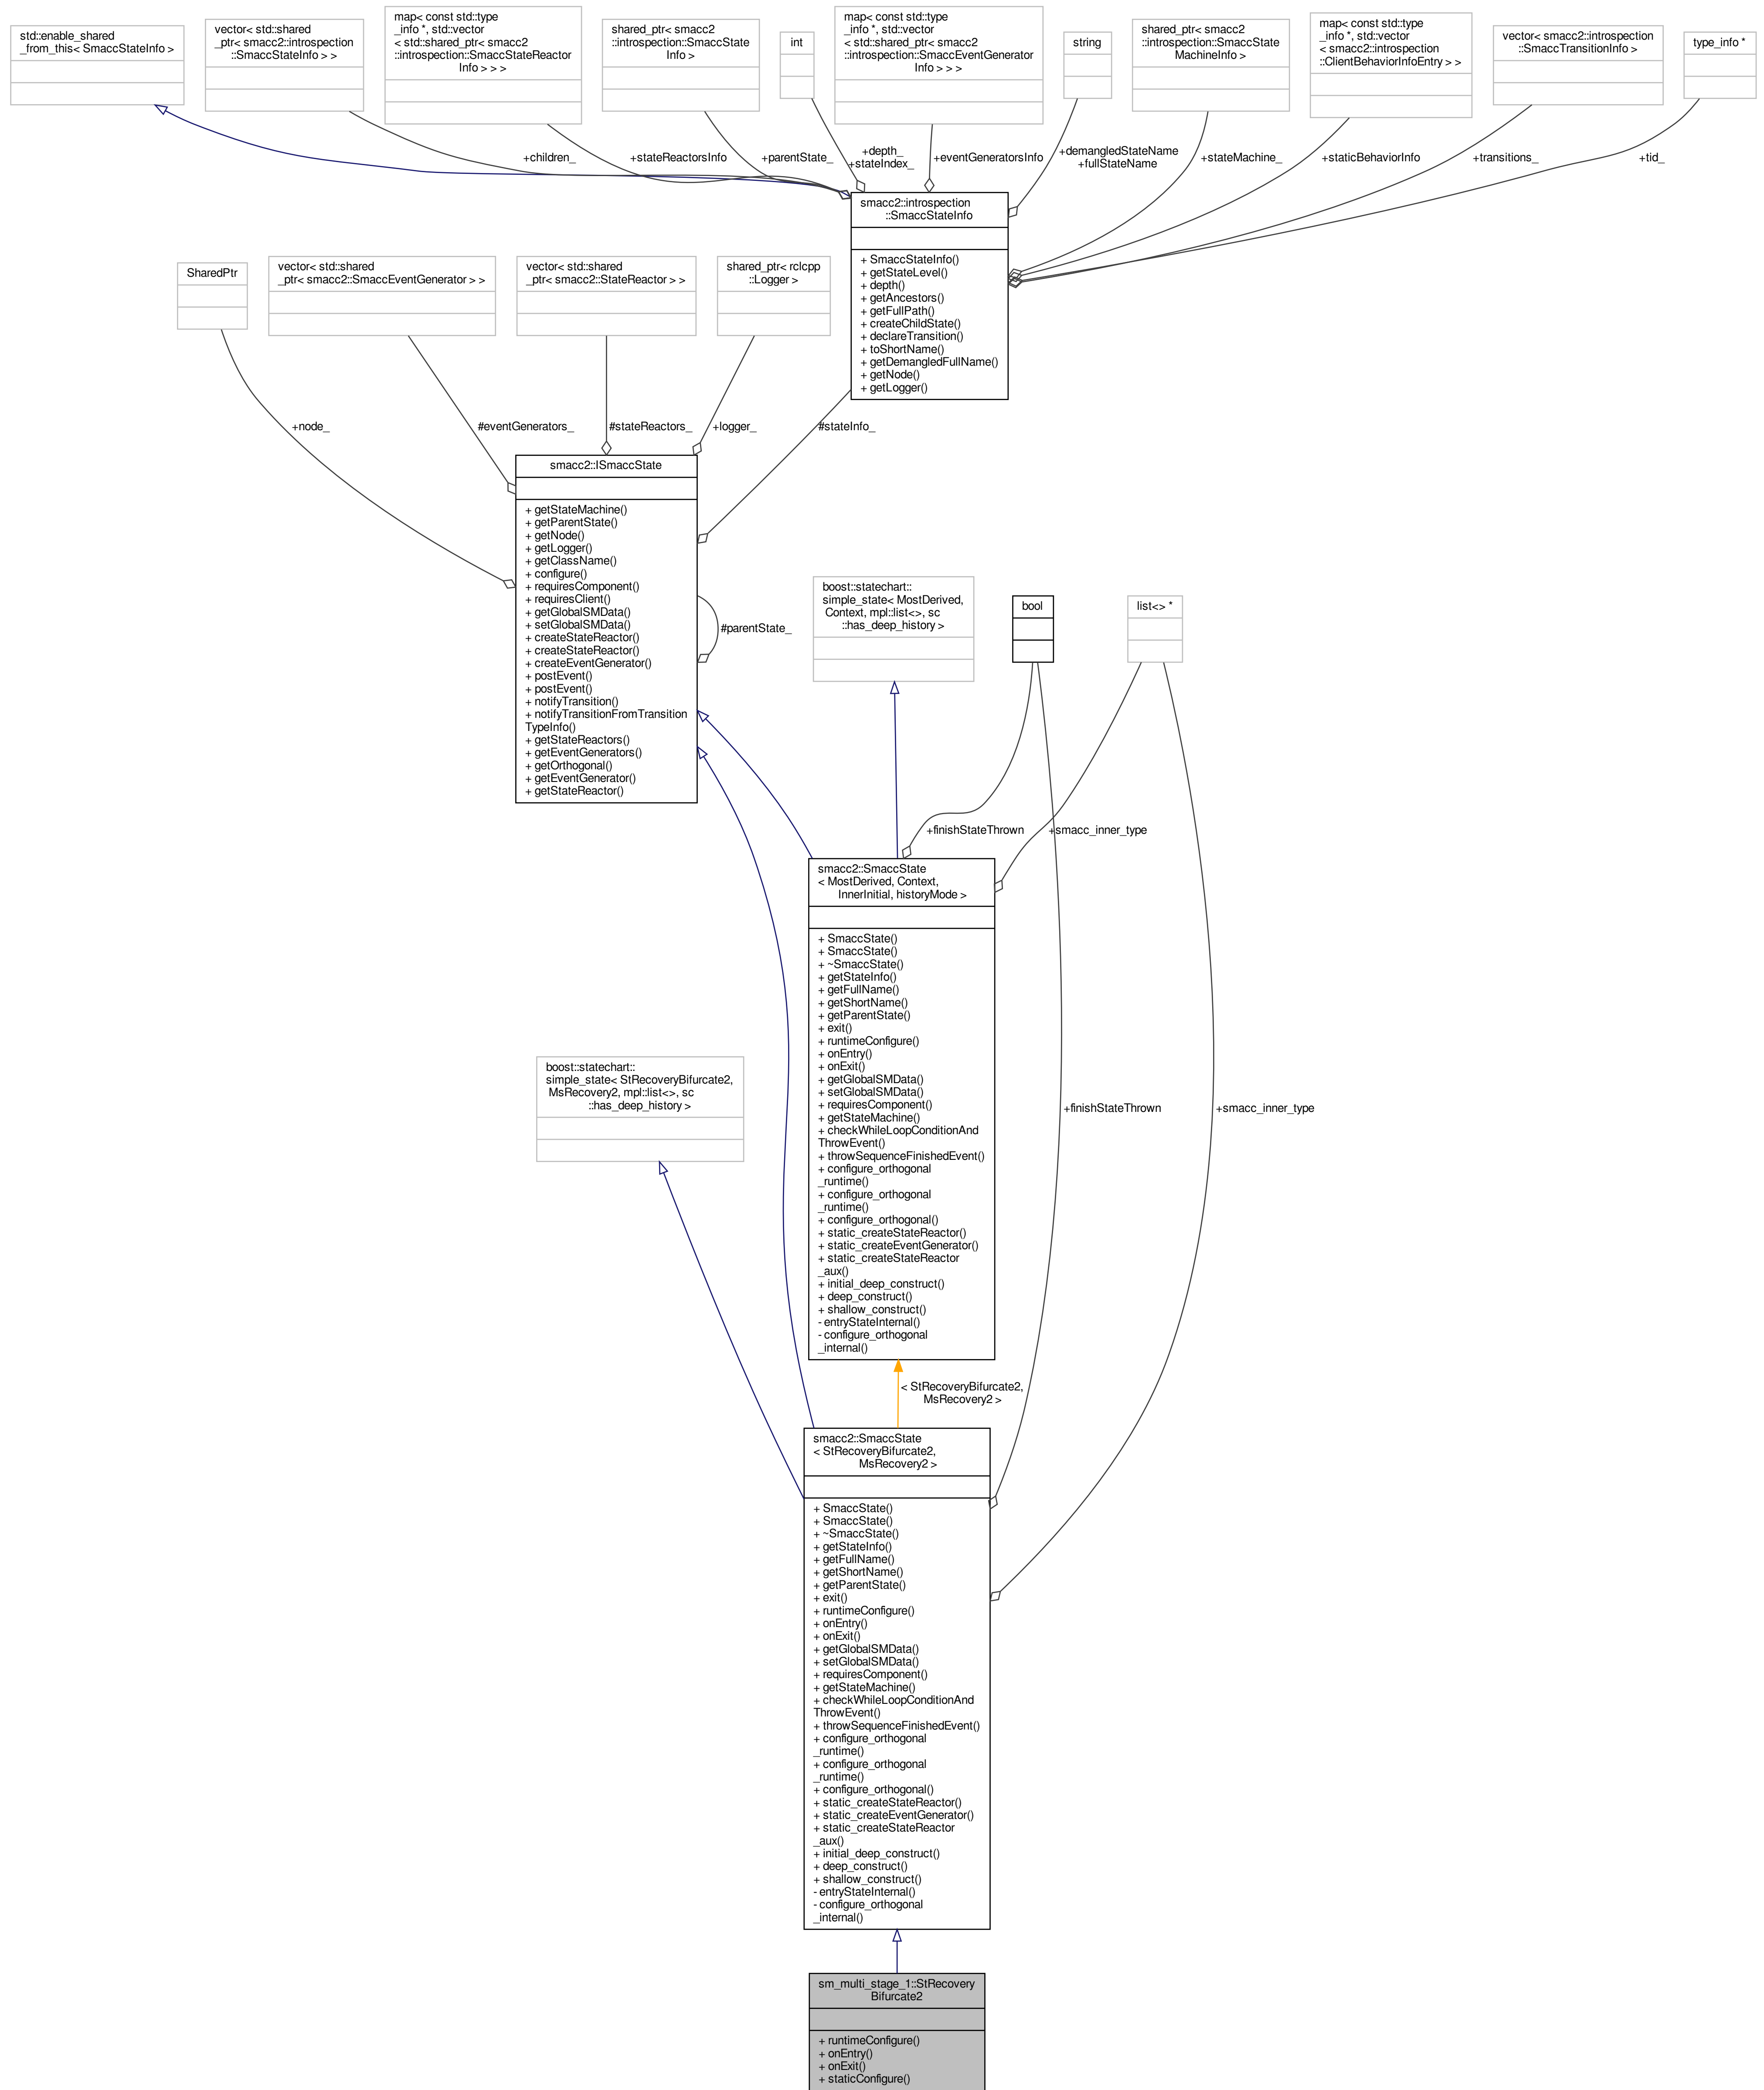 std::enable_shared
_from_this< SmaccStateInfo >
vector< std::shared
_ptr< smacc2::introspection
::SmaccStateInfo > >
map< const std::type
_info *, std::vector
< std::shared_ptr< smacc2
::introspection::SmaccStateReactor
Info > > >
shared_ptr< smacc2
::introspection::SmaccState
Info >
int
map< const std::type
_info *, std::vector
< std::shared_ptr< smacc2
::introspection::SmaccEventGenerator
Info > > >
string
shared_ptr< smacc2
::introspection::SmaccState
MachineInfo >
map< const std::type
_info *, std::vector
< smacc2::introspection
::ClientBehaviorInfoEntry > >
vector< smacc2::introspection
::SmaccTransitionInfo >
type_info *
+children_
+stateReactorsInfo
+parentState_
+depth_
+stateIndex_
+eventGeneratorsInfo
+demangledStateName
+fullStateName
+stateMachine_
+staticBehaviorInfo
+transitions_
+tid_
smacc2::introspection
::SmaccStateInfo
+ SmaccStateInfo()
+ getStateLevel()
+ depth()
+ getAncestors()
+ getFullPath()
+ createChildState()
+ declareTransition()
+ toShortName()
+ getDemangledFullName()
+ getNode()
+ getLogger()
SharedPtr
vector< std::shared
_ptr< smacc2::SmaccEventGenerator > >
vector< std::shared
_ptr< smacc2::StateReactor > >
shared_ptr< rclcpp
::Logger >
+node_
#eventGenerators_
#stateReactors_
+logger_
#stateInfo_
smacc2::ISmaccState
+ getStateMachine()
+ getParentState()
+ getNode()
+ getLogger()
+ getClassName()
+ configure()
+ requiresComponent()
+ requiresClient()
+ getGlobalSMData()
+ setGlobalSMData()
+ createStateReactor()
+ createStateReactor()
+ createEventGenerator()
+ postEvent()
+ postEvent()
+ notifyTransition()
+ notifyTransitionFromTransition
TypeInfo()
+ getStateReactors()
+ getEventGenerators()
+ getOrthogonal()
+ getEventGenerator()
+ getStateReactor()
#parentState_
boost::statechart::
simple_state< MostDerived,
Context, mpl::list<>, sc
::has_deep_history >
bool
list<> *
+finishStateThrown
+smacc_inner_type
smacc2::SmaccState
< MostDerived, Context,
InnerInitial, historyMode >
+ SmaccState()
+ SmaccState()
+ ~SmaccState()
+ getStateInfo()
+ getFullName()
+ getShortName()
+ getParentState()
+ exit()
+ runtimeConfigure()
+ onEntry()
+ onExit()
+ getGlobalSMData()
+ setGlobalSMData()
+ requiresComponent()
+ getStateMachine()
+ checkWhileLoopConditionAnd
ThrowEvent()
+ throwSequenceFinishedEvent()
+ configure_orthogonal
_runtime()
+ configure_orthogonal
_runtime()
+ configure_orthogonal()
+ static_createStateReactor()
+ static_createEventGenerator()
+ static_createStateReactor
_aux()
+ initial_deep_construct()
+ deep_construct()
+ shallow_construct()
- entryStateInternal()
- configure_orthogonal
_internal()
boost::statechart::
simple_state< StRecoveryBifurcate2,
MsRecovery2, mpl::list<>, sc
::has_deep_history >
+finishStateThrown
+smacc_inner_type
< StRecoveryBifurcate2,
MsRecovery2 >
smacc2::SmaccState
< StRecoveryBifurcate2,
MsRecovery2 >
+ SmaccState()
+ SmaccState()
+ ~SmaccState()
+ getStateInfo()
+ getFullName()
+ getShortName()
+ getParentState()
+ exit()
+ runtimeConfigure()
+ onEntry()
+ onExit()
+ getGlobalSMData()
+ setGlobalSMData()
+ requiresComponent()
+ getStateMachine()
+ checkWhileLoopConditionAnd
ThrowEvent()
+ throwSequenceFinishedEvent()
+ configure_orthogonal
_runtime()
+ configure_orthogonal
_runtime()
+ configure_orthogonal()
+ static_createStateReactor()
+ static_createEventGenerator()
+ static_createStateReactor
_aux()
+ initial_deep_construct()
+ deep_construct()
+ shallow_construct()
- entryStateInternal()
- configure_orthogonal
_internal()
sm_multi_stage_1::StRecovery
Bifurcate2
+ runtimeConfigure()
+ onEntry()
+ onExit()
+ staticConfigure()